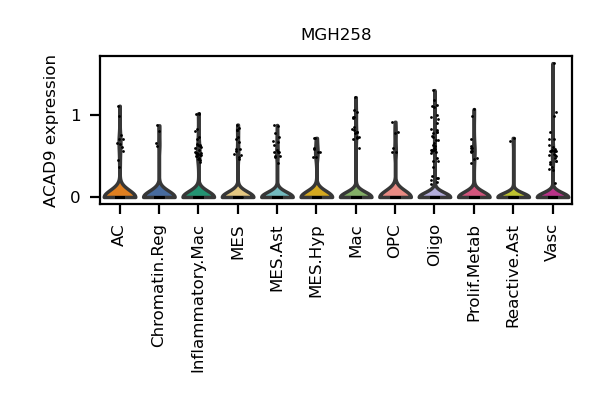 MGH258
ACAD9 expression
1
0
AC
Chromatin.Reg
Inflammatory.Mac
MES
MES.Ast
MES.Hyp
Mac
OPC
Oligo
Prolif.Metab
Reactive.Ast
Vasc